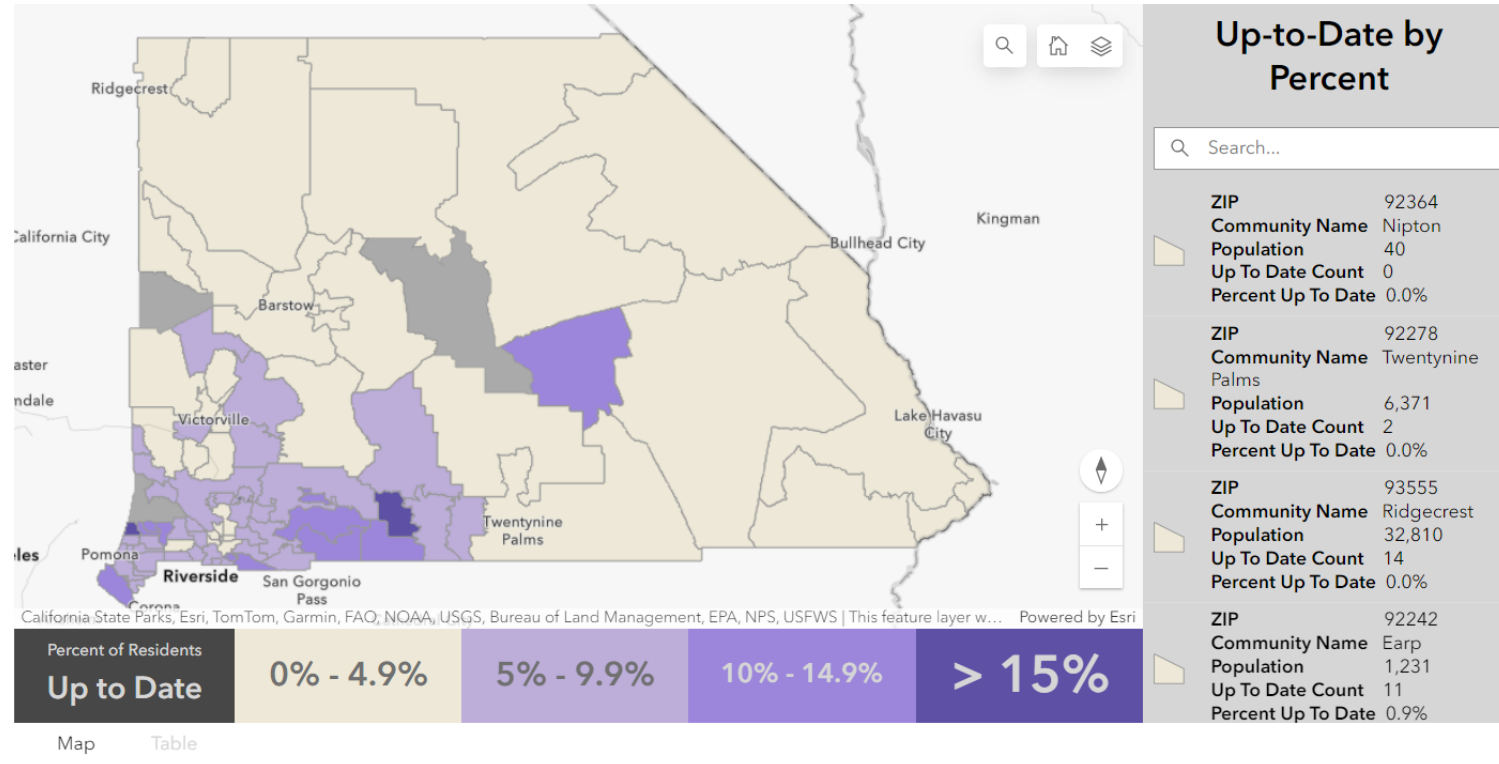 Ridgecrest
California City
Kingman
Bullhead City
Barstow
aster
ndale
Victorville
Lake Havasu
City
Twentynine
Palms
les
Pomona
Riverside
San Gorgonio
Pass
Corona
California State Parks, Esri, TomTom, Garmin, FAO, NOAA, USGS, Bureau of Land Management, EPA, NPS, USFWS | This feature layer w...
Powered by Esri
Percent of Residents
Up to Date
0% - 4.9%
5% - 9.9%
10% - 14.9%
> 15%
Map
Table
Up-to-Date by
Percent
Search...
ZIP 92364
Community Name Nipton
Population 40
Up To Date Count 0
Percent Up To Date 0.0%
ZIP 92278
Community Name Twentynine
Palms
Population 6,371
Up To Date Count 2
Percent Up To Date 0.0%
ZIP 93555
Community Name Ridgecrest
Population 32,810
Up To Date Count 14
Percent Up To Date 0.0%
ZIP 92242
Community Name Earp
Population 1,231
Up To Date Count 11
Percent Up To Date 0.9%